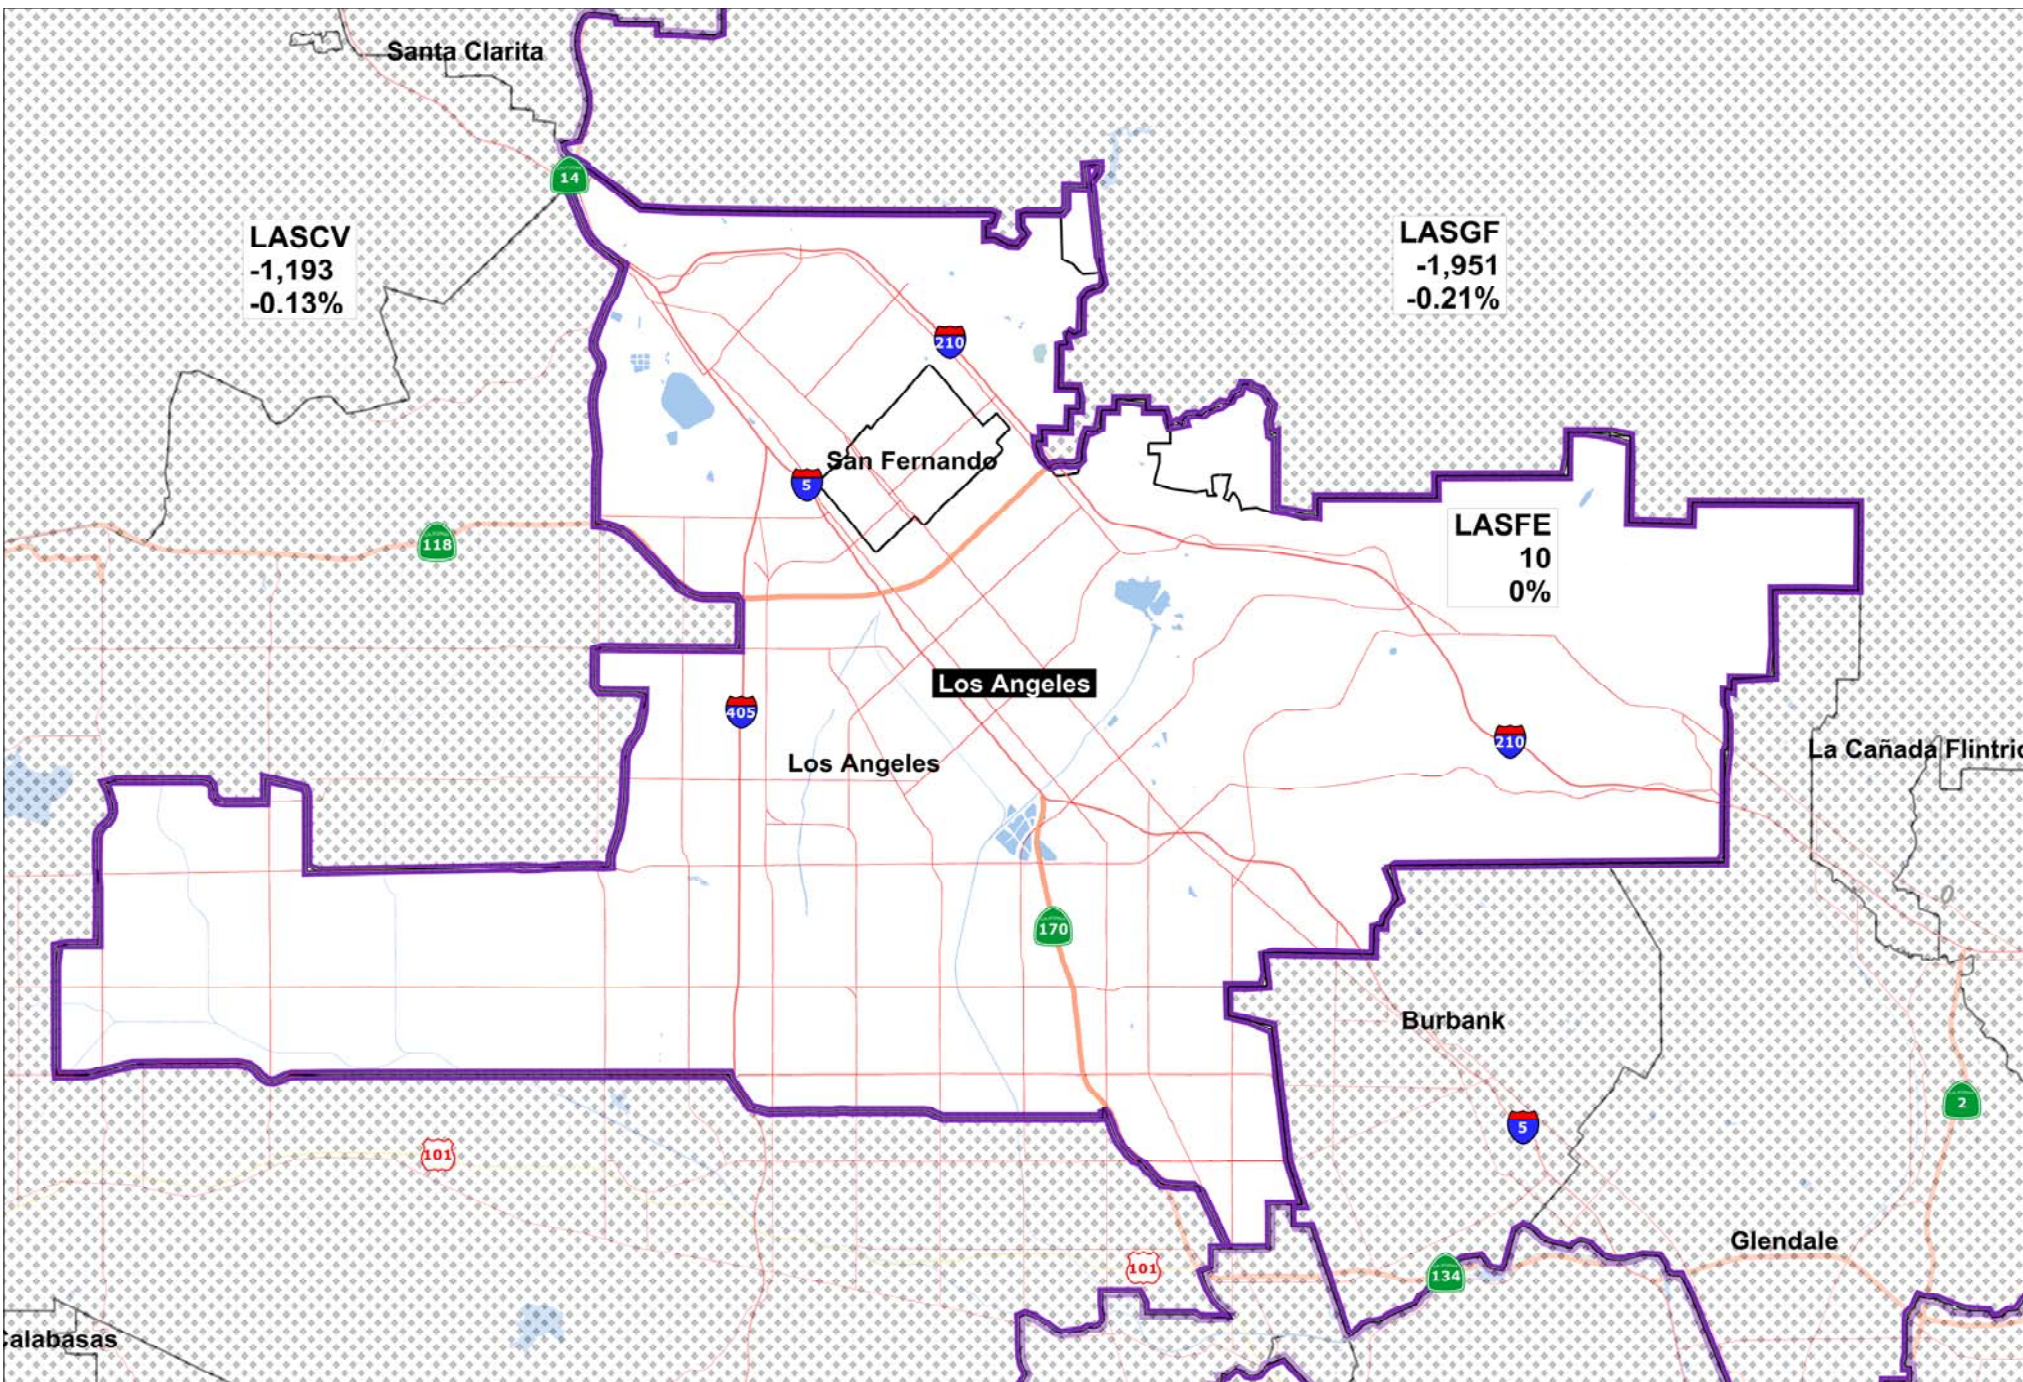 Santa Clarita
14
LASCV
-1,193
-0.13%
LASGF
-1,951
-0.21%
210
San Fernando
5
118
LASFE
10
0%
Los Angeles
405
210
Los Angeles
La Cañada Flintric
170
Burbank
2
5
101
Glendale
101
134
Calabasas